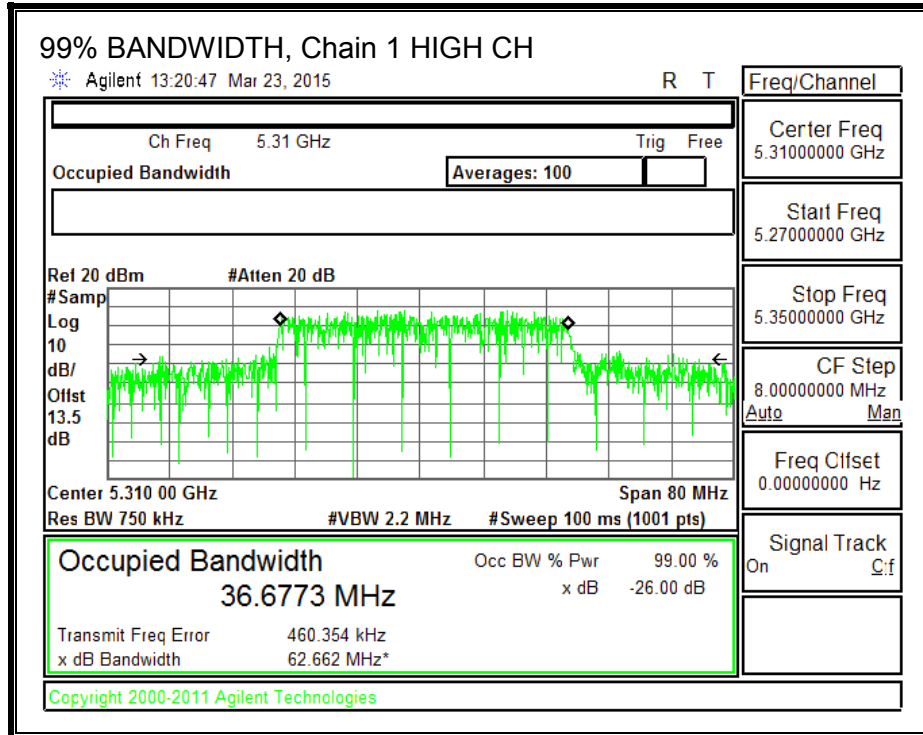 99% BANDWIDTH, Chain 1 HIGH CH
Agilent 13:20:47 Mar 23, 2015 R T
Freq/Channel
Ch Freq 5.31 GHz Trig Free
Occupied Bandwidth Averages: 100
Center Freq
5.31000000 GHz
Start Freq
5.27000000 GHz
Stop Freq
5.35000000 GHz
CF Step
8.00000000 MHz
Auto Man
Freq Offset
0.00000000 Hz
Signal Track
On Off
Ref 20 dBm #Atten 20 dB
#Samp
Log
10
dB/
Offst
13.5
dB
Center 5.310 00 GHz Span 80 MHz
Res BW 750 kHz #VBW 2.2 MHz #Sweep 100 ms (1001 pts)
Occupied Bandwidth Occ BW % Pwr 99.00 %
36.6773 MHz x dB -26.00 dB
Transmit Freq Error 460.354 kHz
x dB Bandwidth 62.662 MHz*
Copyright 2000-2011 Agilent Technologies